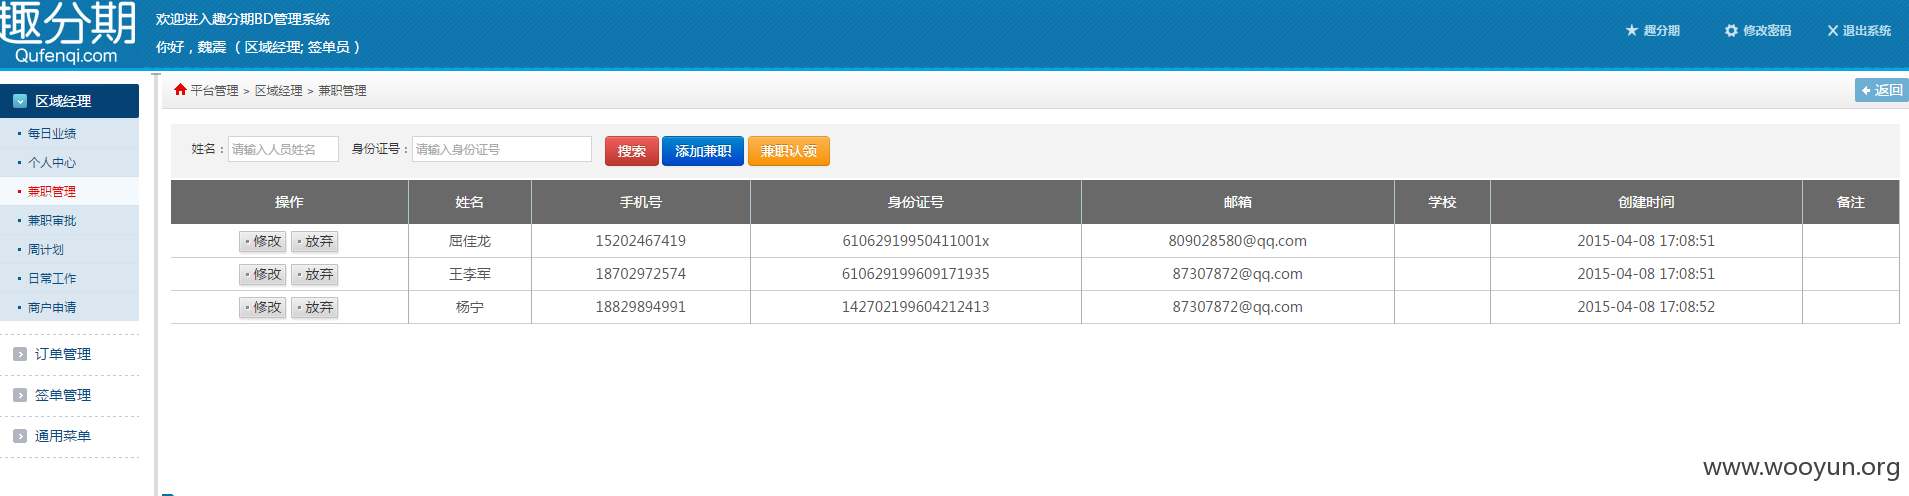 趣分期
Qufenqi.com
欢迎进入趣分期BD管理系统
你好，魏震（区域经理; 签单员）
趣分期 修改密码 退出系统
区域经理
每日业绩
个人中心
兼职管理
兼职审批
周计划
日常工作
商户申请
订单管理
签单管理
通用菜单
平台管理 > 区域经理 > 兼职管理
返回
姓名： 请输入人员姓名 身份证号： 请输入身份证号 搜索 添加兼职 兼职认领
操作 姓名 手机号 身份证号 邮箱 学校 创建时间 备注
修改 放弃 屈佳龙 15202467419 61062919950411001x 809028580@qq.com 2015-04-08 17:08:51
修改 放弃 王李军 18702972574 610629199609171935 87307872@qq.com 2015-04-08 17:08:51
修改 放弃 杨宁 18829894991 142702199604212413 87307872@qq.com 2015-04-08 17:08:52
www.wooyun.org